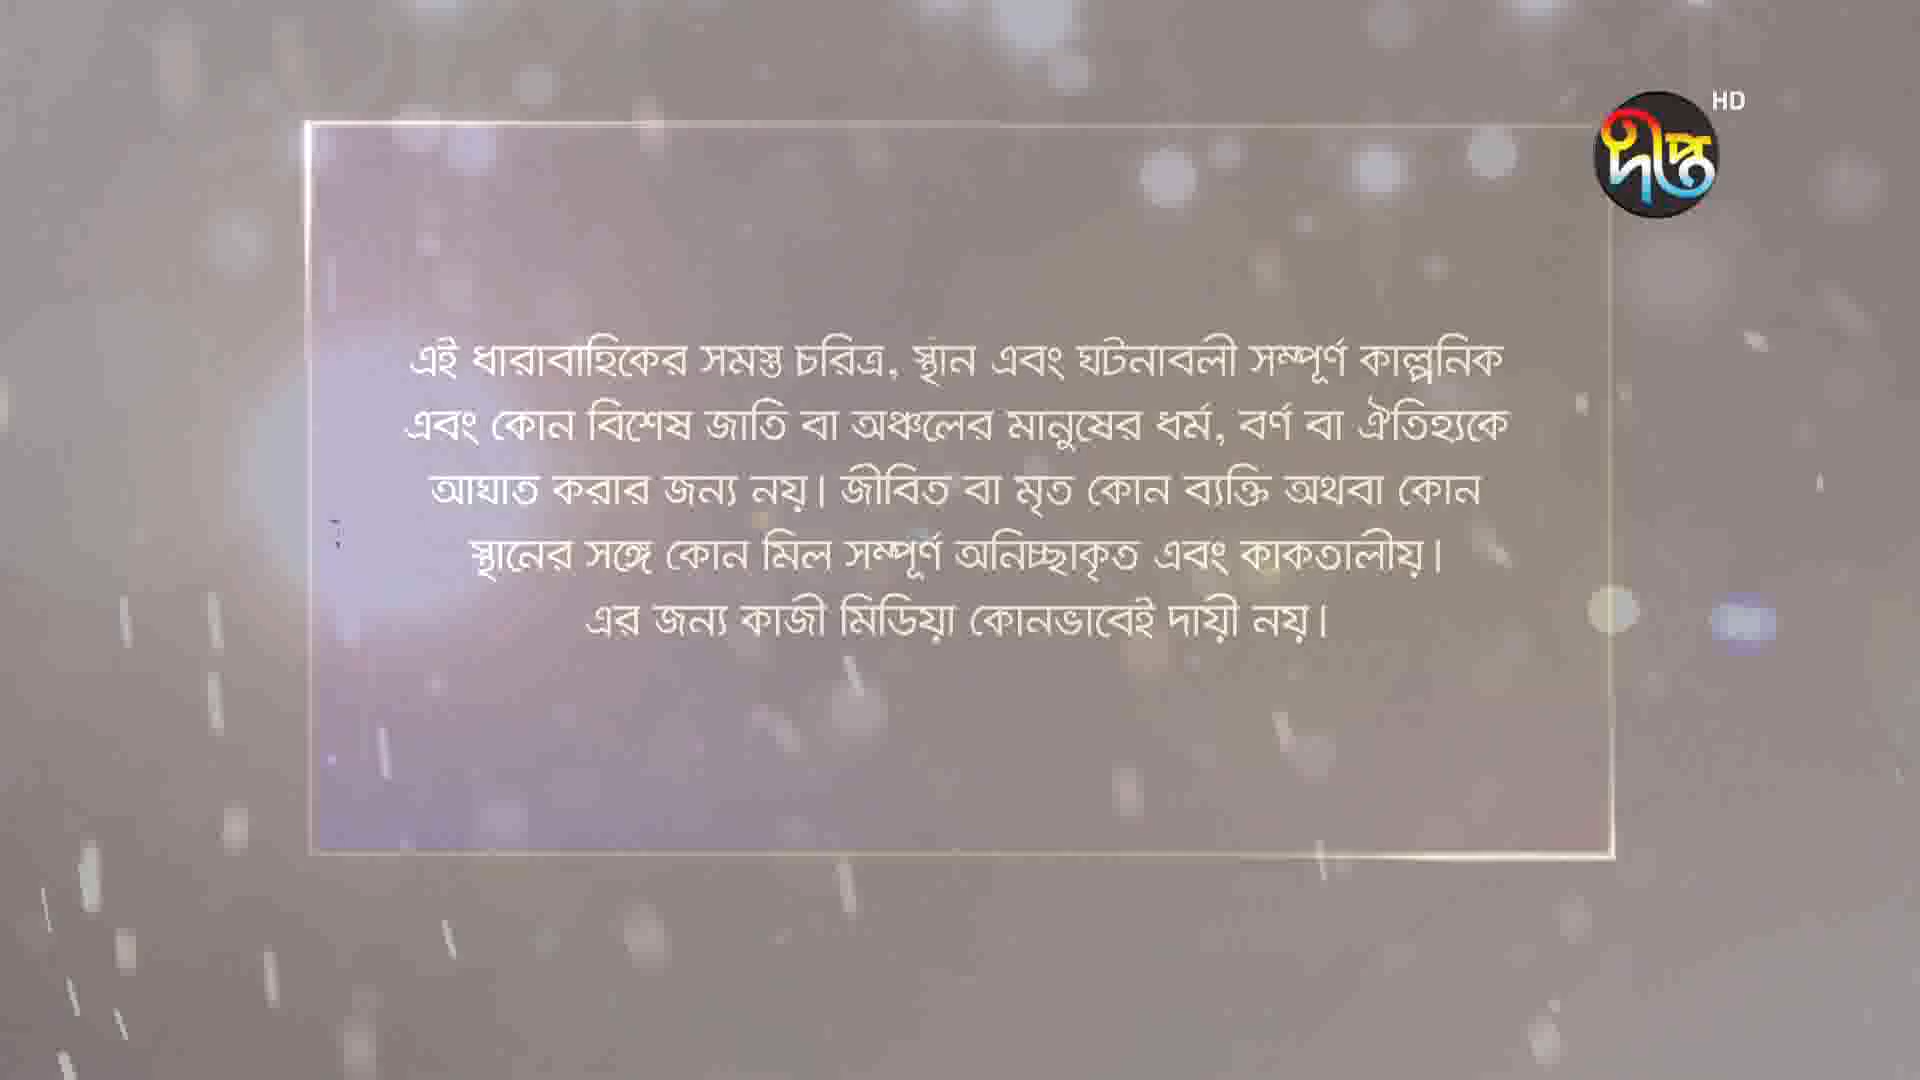 HD
দীপ্ত
এই ধারাবাহিকের সমস্ত চরিত্র, স্থান এবং ঘটনাবলী সম্পূর্ণ কাল্পনিক
এবং কোন বিশেষ জাতি বা অঞ্চলের মানুষের ধর্ম, বর্ণ বা ঐতিহ্যকে
আঘাত করার জন্য নয়। জীবিত বা মৃত কোন ব্যক্তি অথবা কোন
স্থানের সঙ্গে কোন মিল সম্পূর্ণ অনিচ্ছাকৃত এবং কাকতালীয়।
এর জন্য কাজী মিডিয়া কোনভাবেই দায়ী নয়।